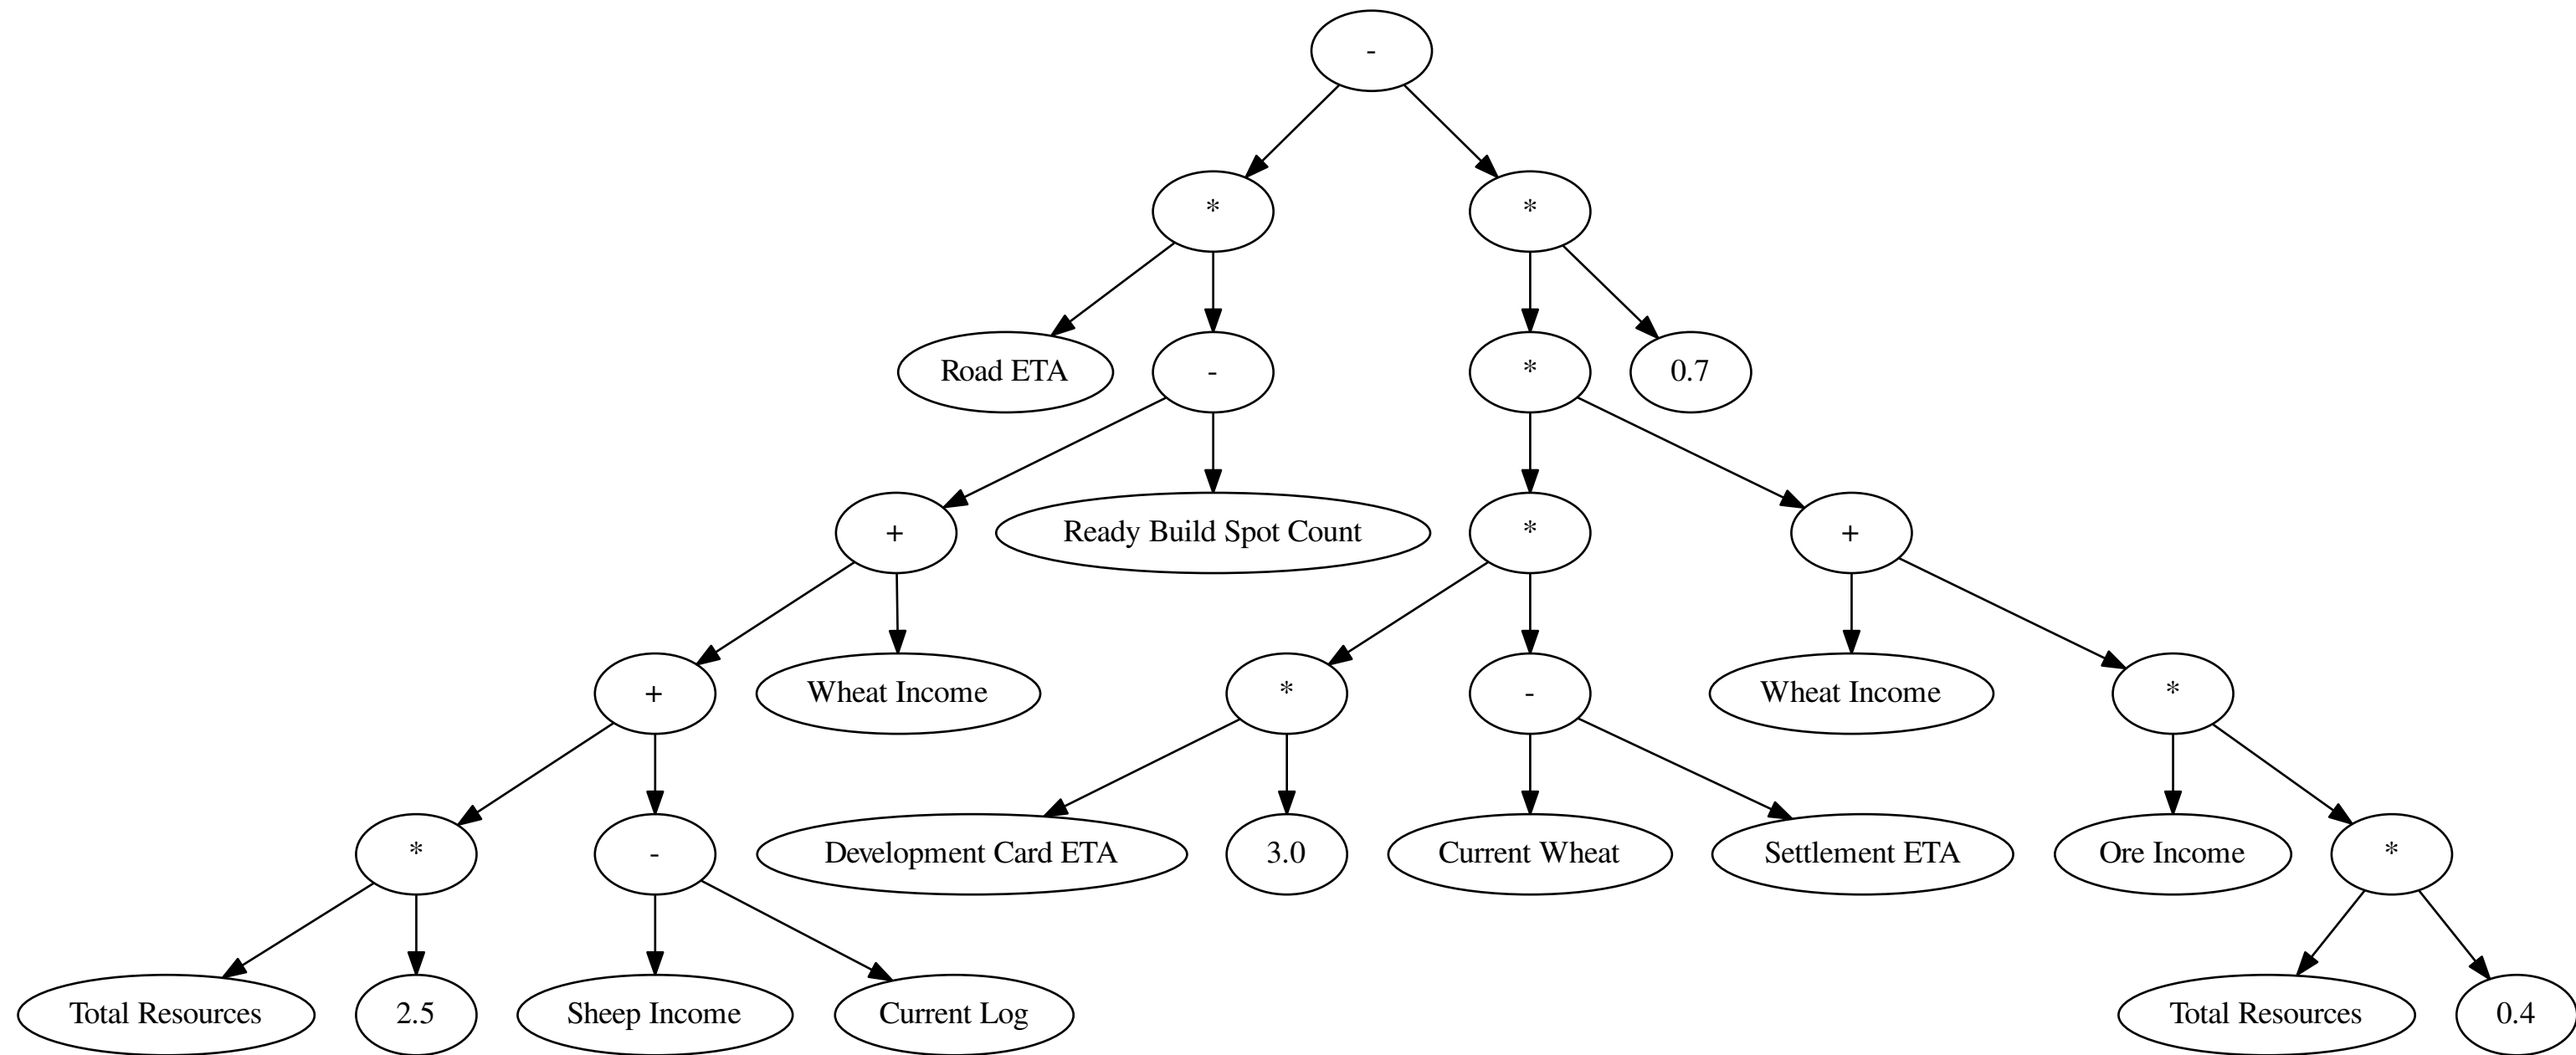 -
*
*
Road ETA
-
*
0.7
+
Ready Build Spot Count
*
+
+
Wheat Income
*
-
Wheat Income
*
*
-
Development Card ETA
3.0
Current Wheat
Settlement ETA
Ore Income
*
Total Resources
2.5
Sheep Income
Current Log
Total Resources
0.4